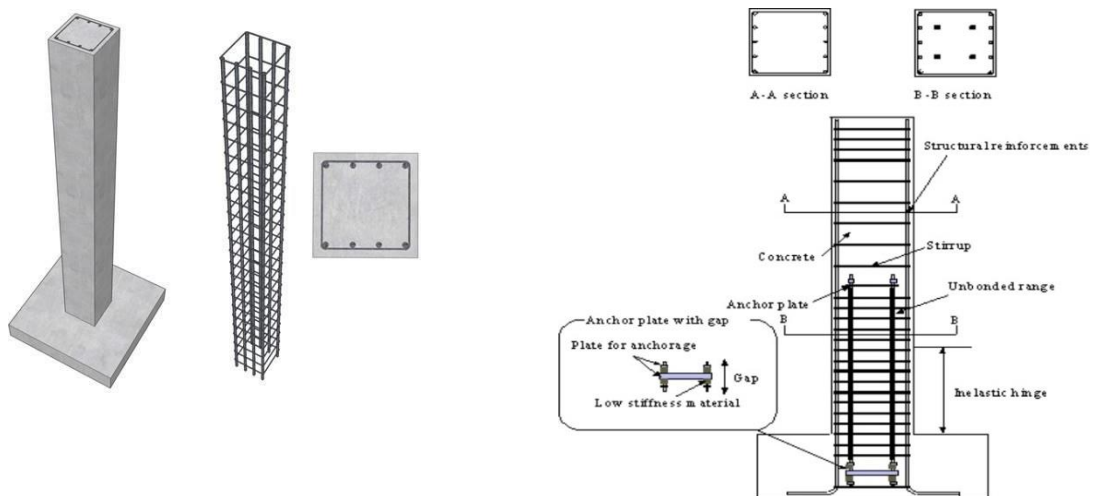 A-A section
B-B section
Structural reinforcements
A
A
Concrete
Stirrup
Anchor plate
Unbonded range
B
B
Anchor plate with gap
Plate for anchorage
Gap
Low stiffness material
Inelastic hinge